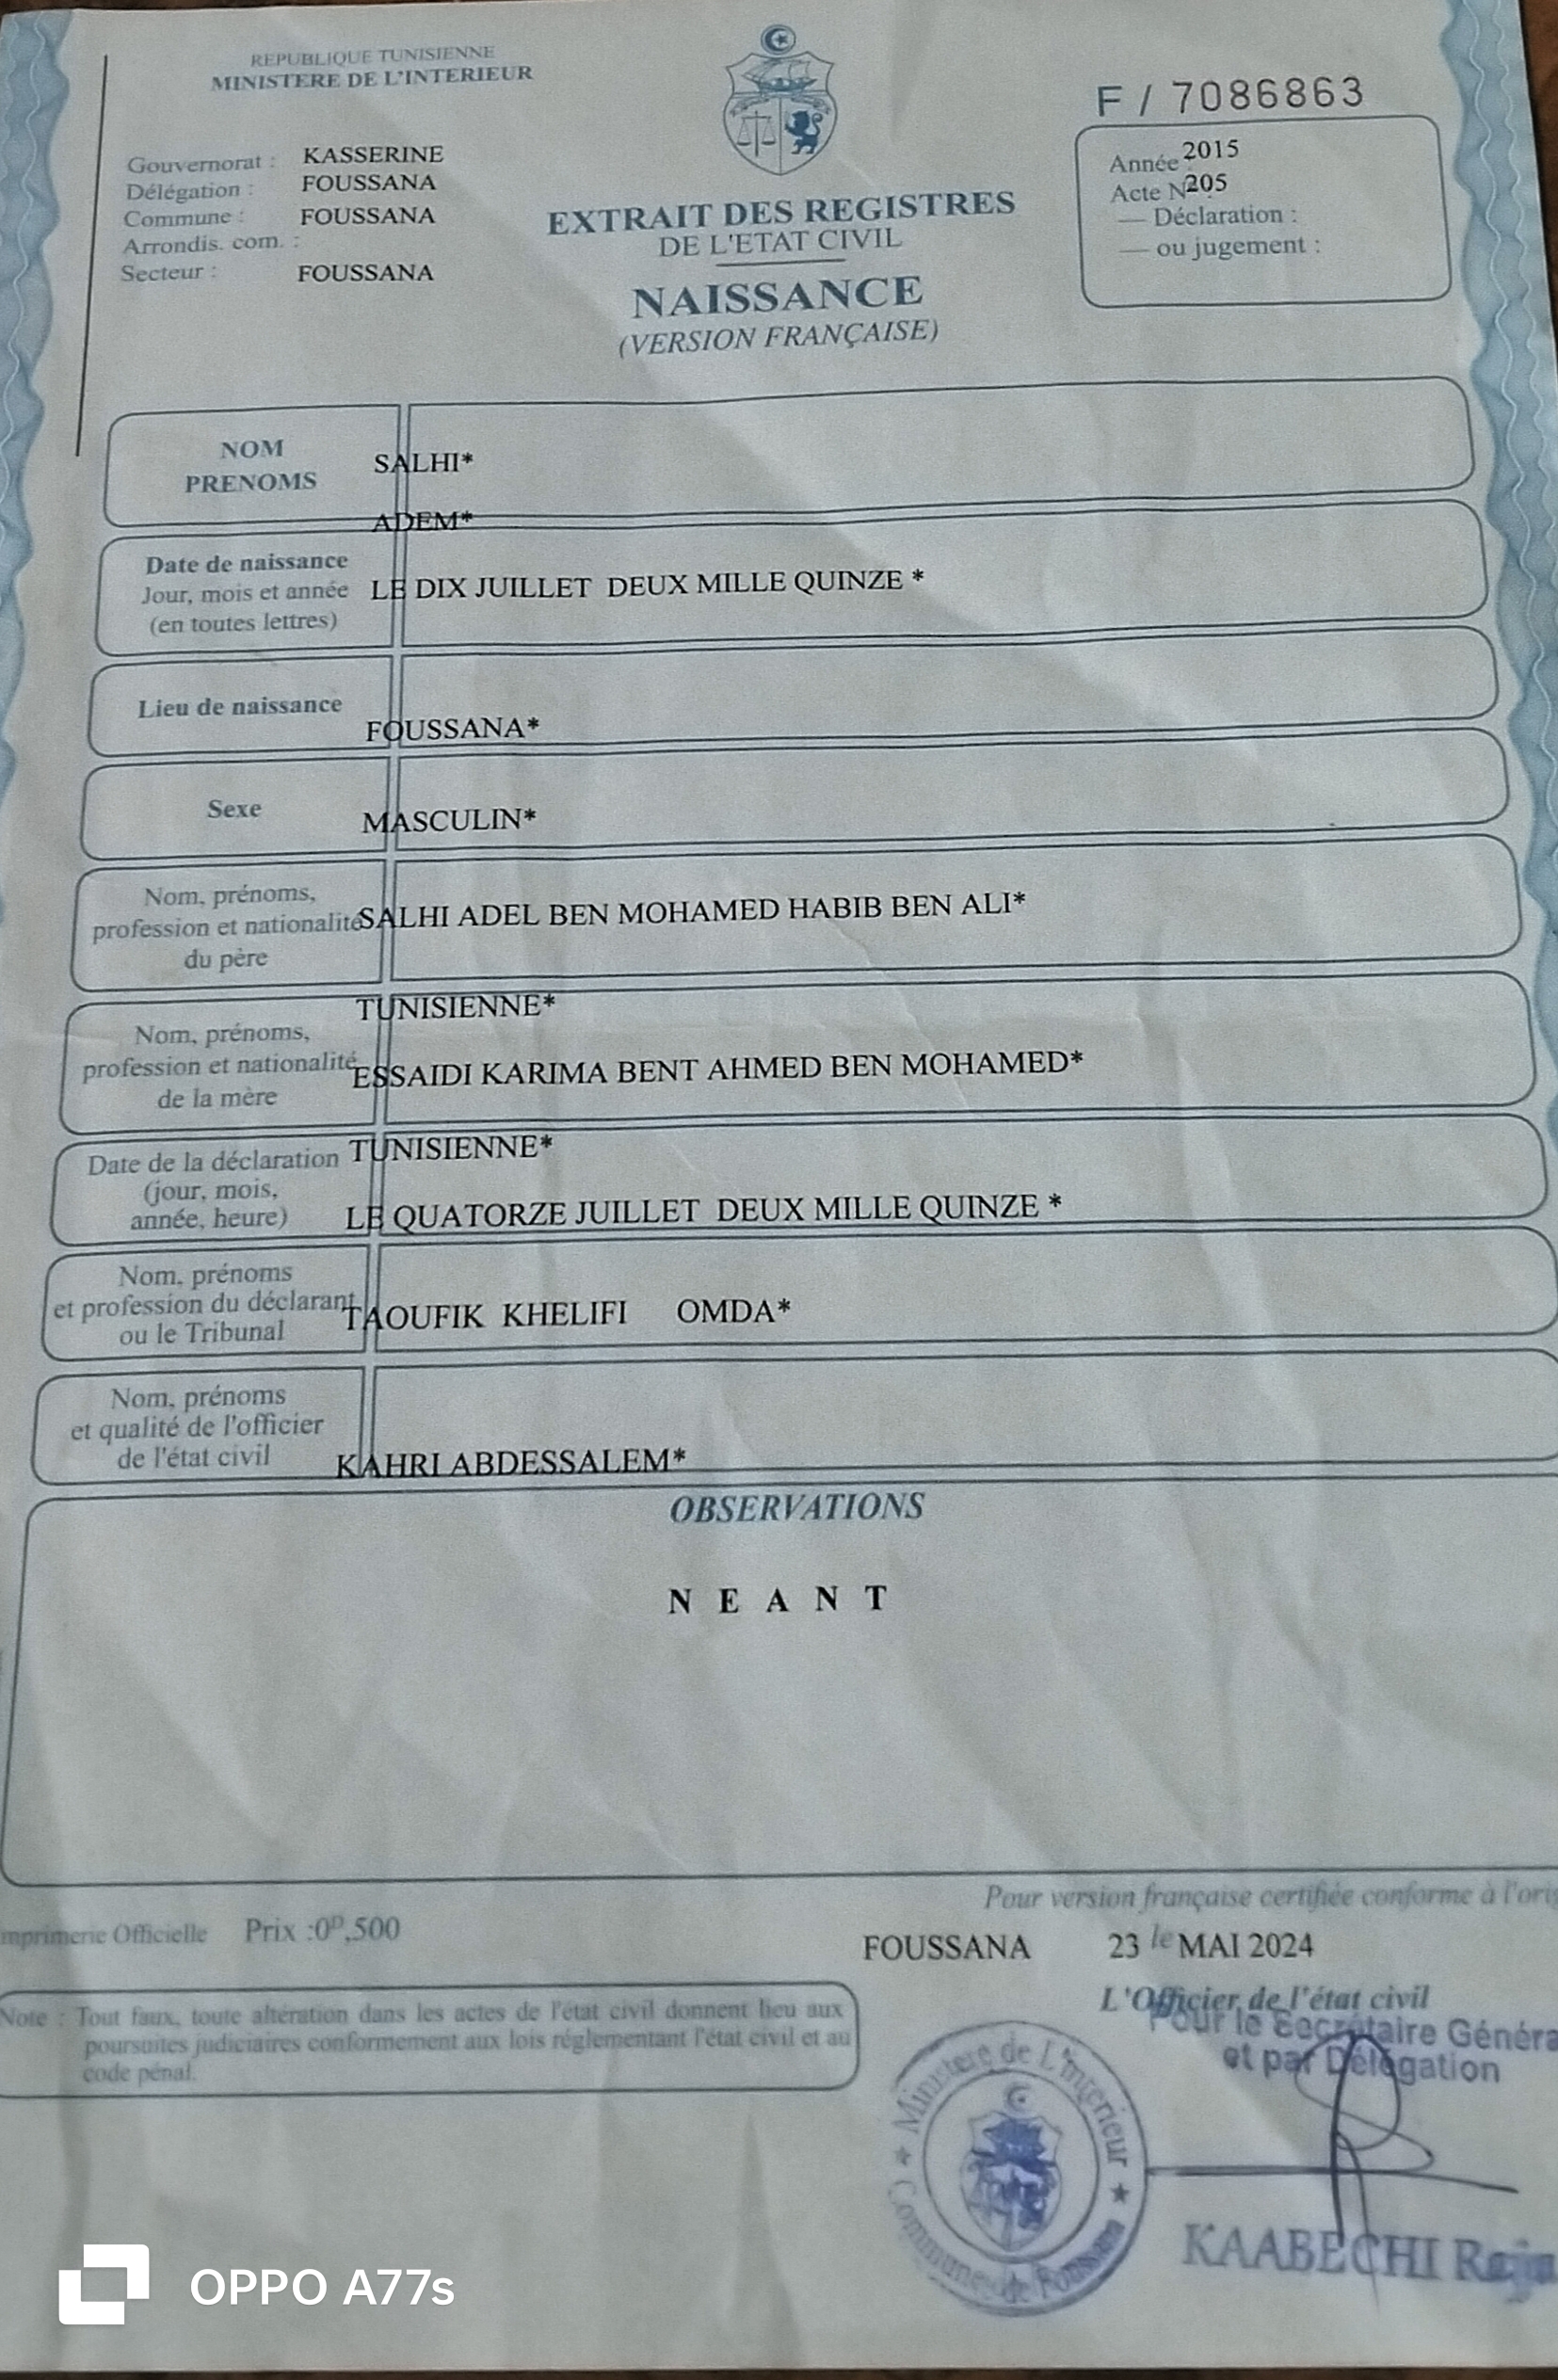 REPUBLIQUE TUNISIENNE
MINISTERE DE L'INTERIEUR
F / 7086863
Gouvernorat : KASSERINE
Délégation : FOUSSANA
Commune : FOUSSANA
Arrondis. com. :
Secteur : FOUSSANA
EXTRAIT DES REGISTRES
DE L'ETAT CIVIL
NAISSANCE
(VERSION FRANÇAISE)
Année 2015
Acte N 205
— Déclaration :
— ou jugement :
NOM
PRENOMS
SALHI*
ADEM*
Date de naissance
Jour, mois et année
(en toutes lettres)
LE DIX JUILLET DEUX MILLE QUINZE *
Lieu de naissance
FOUSSANA*
Sexe
MASCULIN*
Nom, prénoms,
profession et nationalité
du père
SALHI ADEL BEN MOHAMED HABIB BEN ALI*
TUNISIENNE*
Nom, prénoms,
profession et nationalité
de la mère
ESSAIDI KARIMA BENT AHMED BEN MOHAMED*
TUNISIENNE*
Date de la déclaration
(jour, mois,
année, heure)
LE QUATORZE JUILLET DEUX MILLE QUINZE *
Nom, prénoms
et profession du déclarant
ou le Tribunal
TAOUFIK KHELIFI OMDA*
Nom, prénoms
et qualité de l'officier
de l'état civil
KAHRI ABDESSALEM*
OBSERVATIONS
N E A N T
Pour version française certifiée conforme à l'orig
mprimerie Officielle Prix :0ᴰ,500
FOUSSANA 23 le MAI 2024
L'Officier de l'état civil
Pour le Secrétaire Généra
et par Délégation
Note : Tout faux, toute altération dans les actes de l'état civil donnent lieu aux
poursuites judiciaires conformement aux lois réglementant l'état civil et au
code pénal.
Ministere de L'interieur
Commune de Foussana
KAABECHI
OPPO A77s